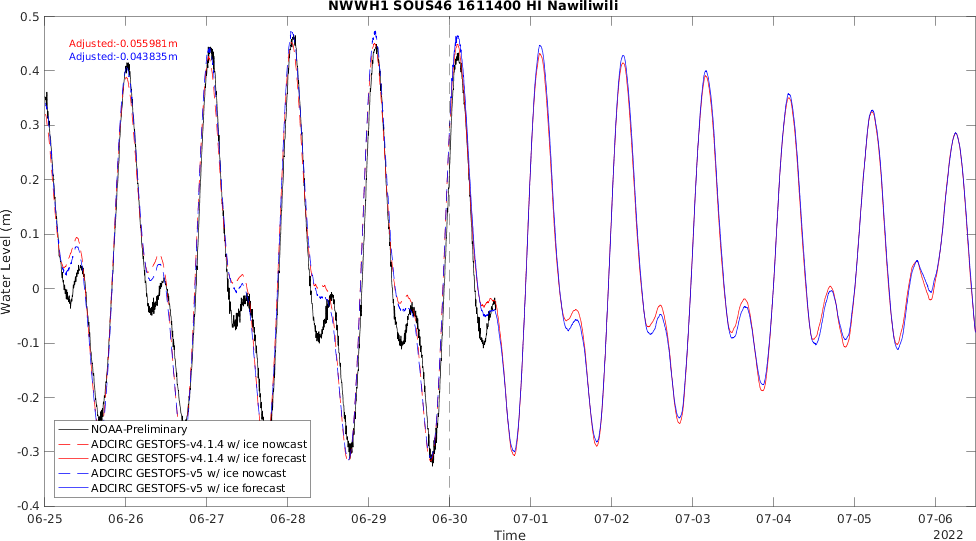 NWWH1 SOUS46 1611400 HI Nawiliwili
Adjusted:-0.055981m
Adjusted:-0.043835m
0.5
0.4
0.3
0.2
0.1
0
-0.1
-0.2
-0.3
-0.4
Water Level (m)
NOAA-Preliminary
ADCIRC GESTOFS-v4.1.4 w/ ice nowcast
ADCIRC GESTOFS-v4.1.4 w/ ice forecast
ADCIRC GESTOFS-v5 w/ ice nowcast
ADCIRC GESTOFS-v5 w/ ice forecast
06-25 06-26 06-27 06-28 06-29 06-30 07-01 07-02 07-03 07-04 07-05 07-06
Time
2022